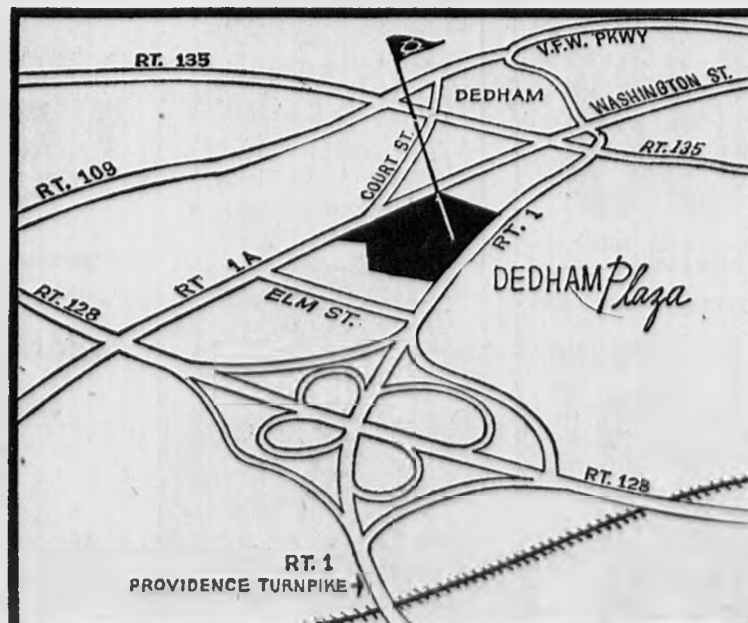 V.F.W. PKWY
RT. 135
DEDHAM
WASHINGTON ST.
COURT ST.
RT. 135
RT. 109
RT. 1
RT 1A
DEDHAM Plaza
ELM ST.
RT. 128
RT. 128
RT. 1
PROVIDENCE TURNPIKE